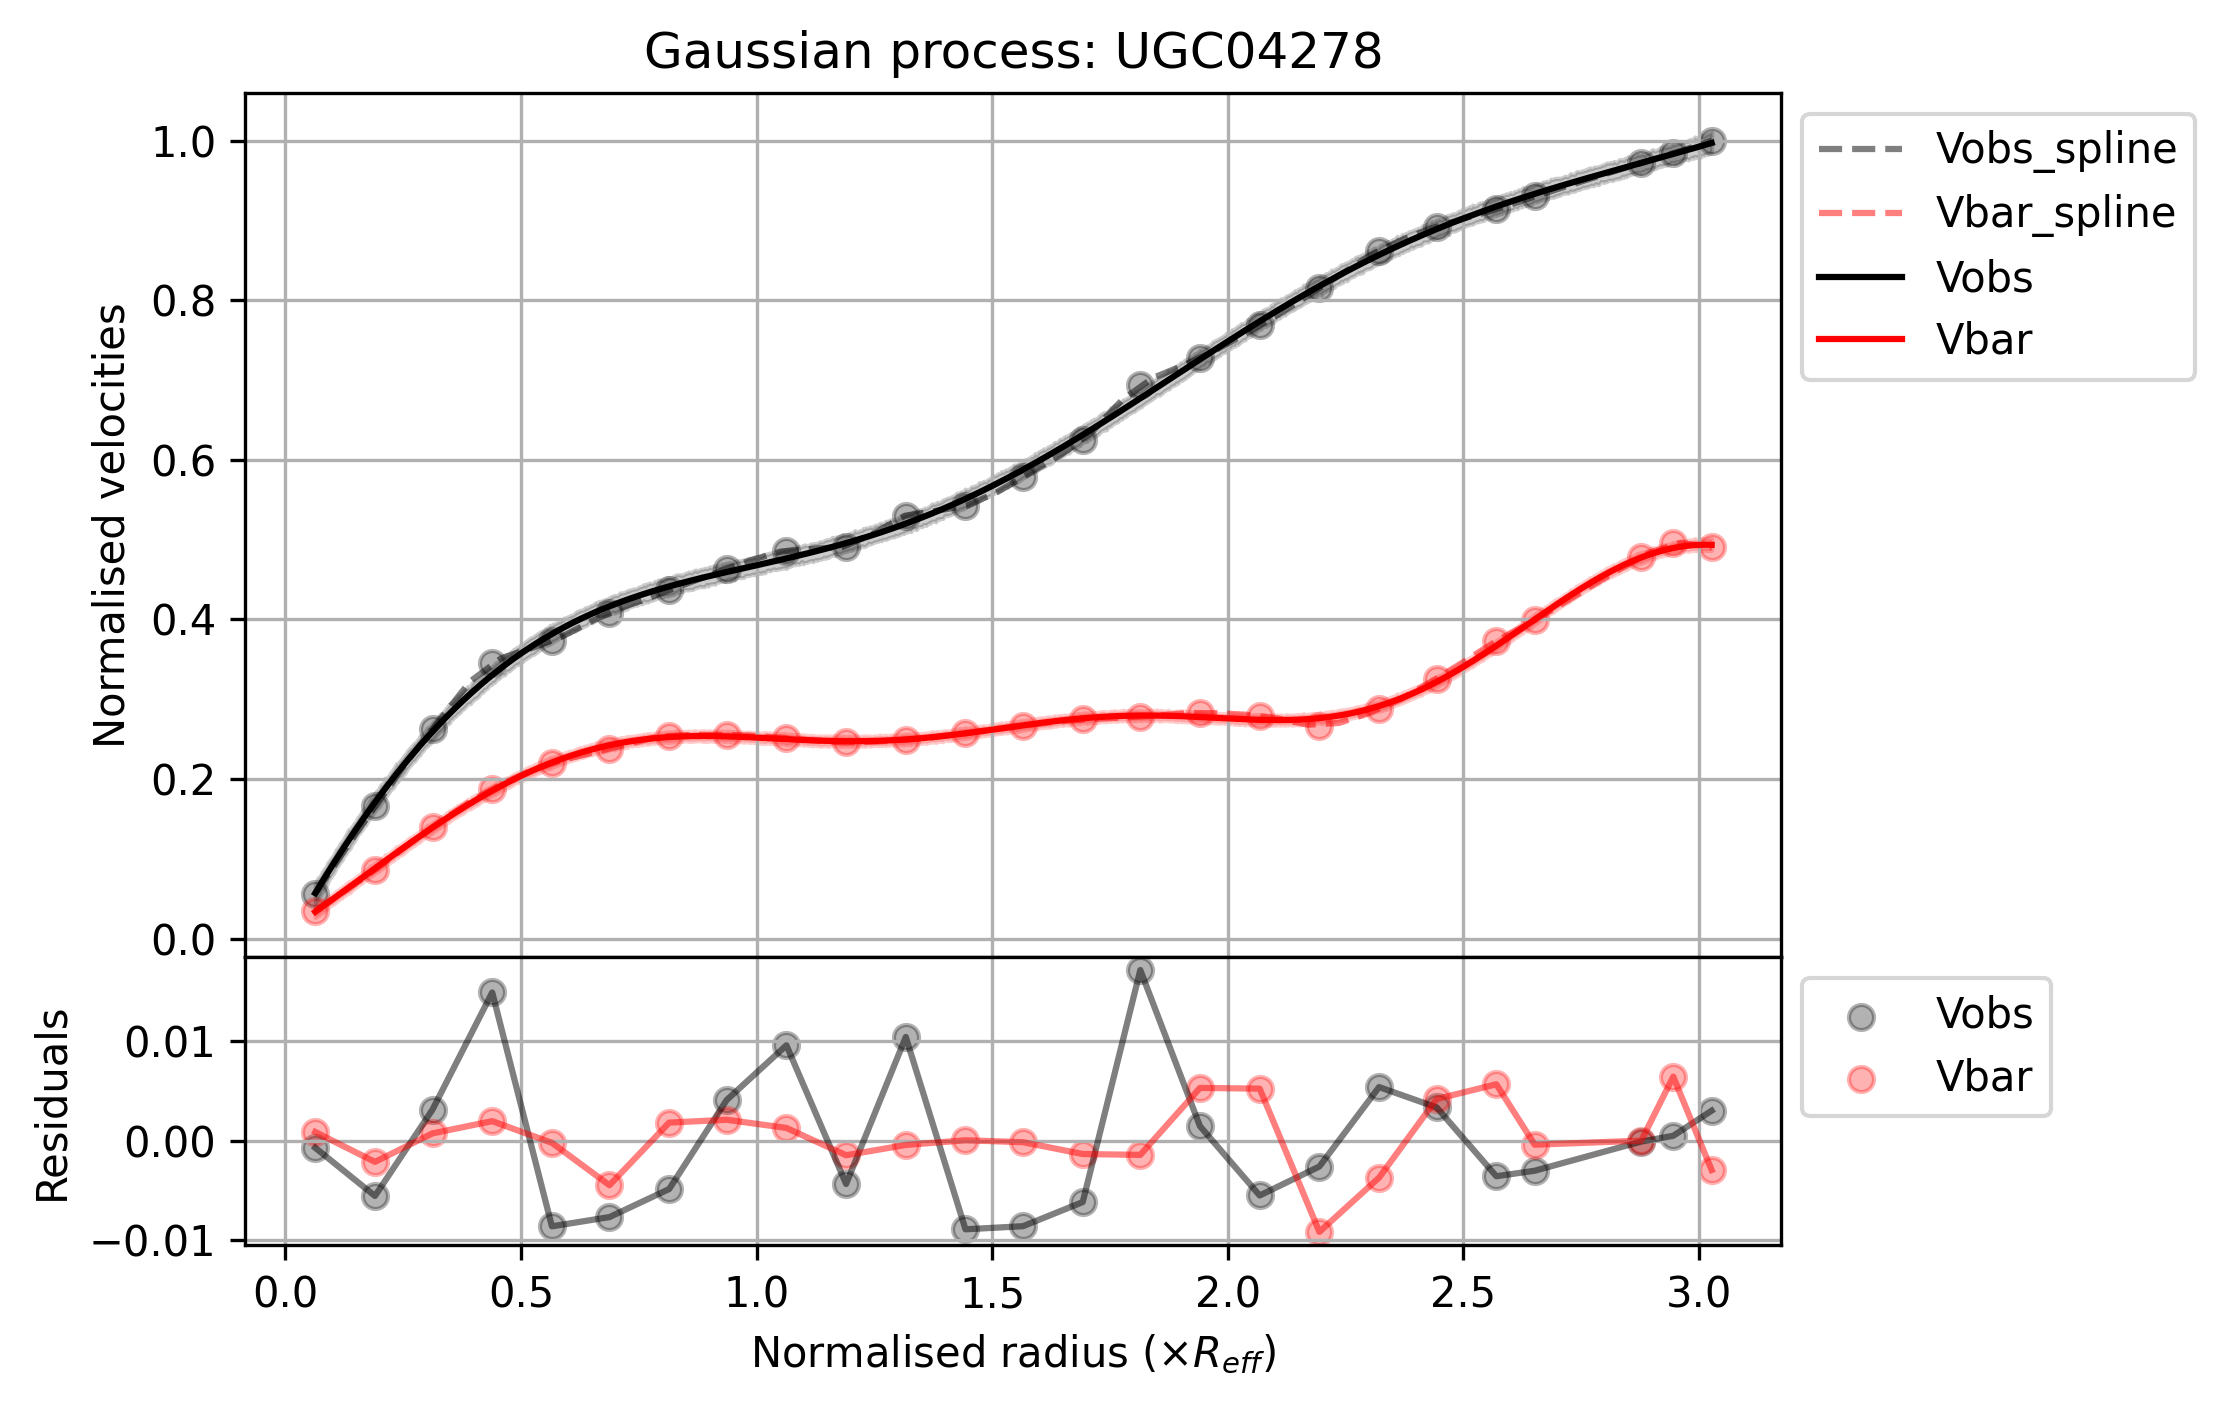 Gaussian process: UGC04278
Normalised velocities
1.0
0.8
0.6
0.4
0.2
0.0
Vobs_spline
Vbar_spline
Vobs
Vbar
Residuals
0.01
0.00
−0.01
Vobs
Vbar
0.0 0.5 1.0 1.5 2.0 2.5 3.0
Normalised radius (×R_eff)